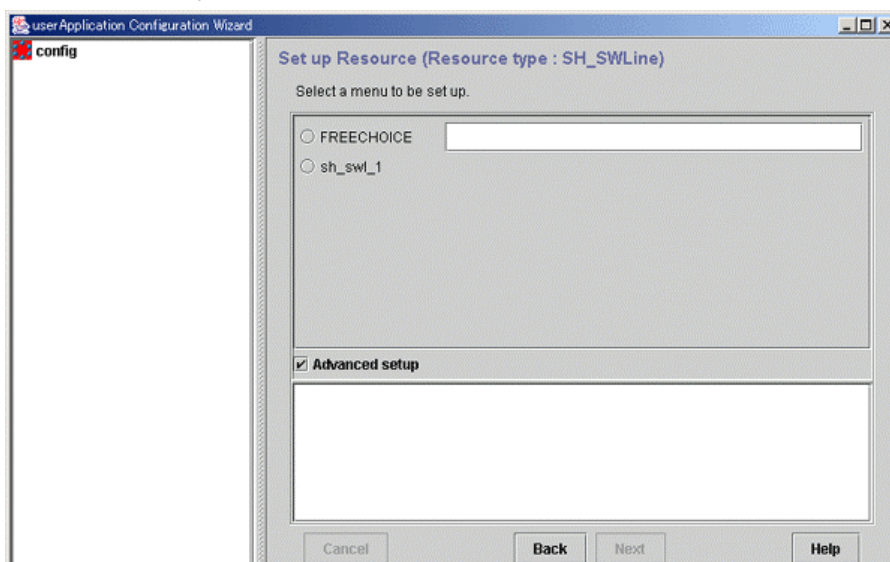 userApplication Configuration Wizard
config
Set up Resource (Resource type : SH_SWLine)
Select a menu to be set up.
FREECHOICE
sh_swl_1
Advanced setup
Cancel Back Next Help